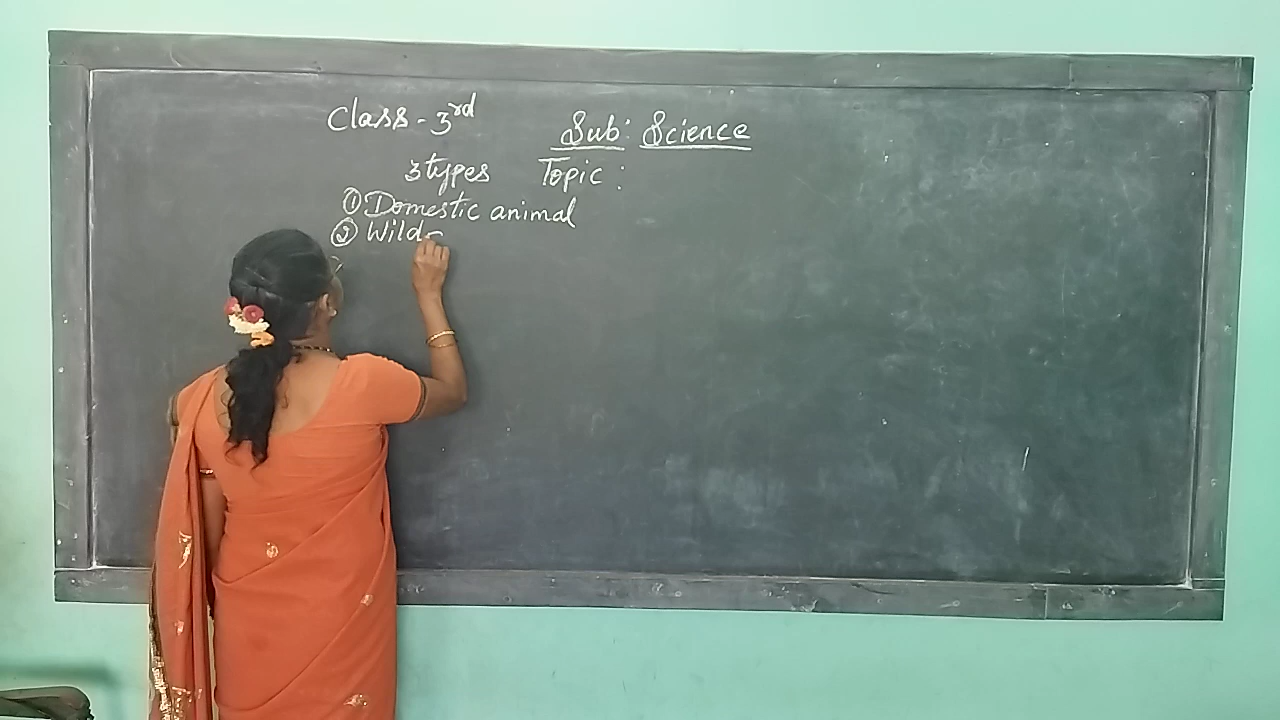 Class - 3rd
Sub: Science
3 types Topic:
① Domestic animal
② Wild